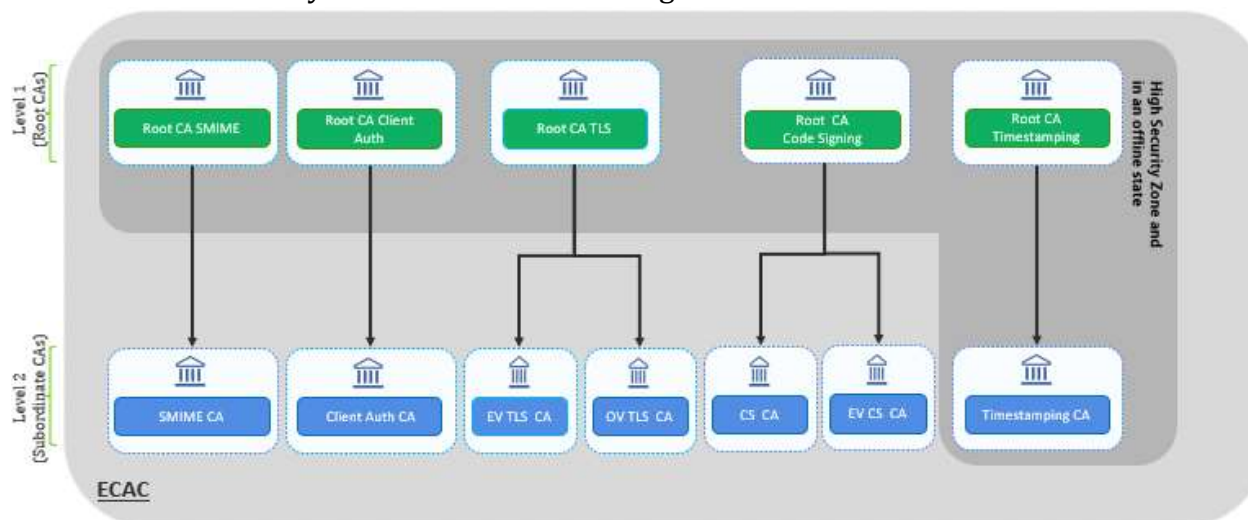 Level 1
(Root CAs)
Root CA SMIME
Root CA Client
Auth
Root CA TLS
Root CA
Code Signing
Root CA
Timestamping
High Security Zone and
in an offline state
Level 2
(Subordinate CAs)
SMIME CA
Client Auth CA
EV TLS CA
OV TLS CA
CS CA
EV CS CA
Timestamping CA
ECAC